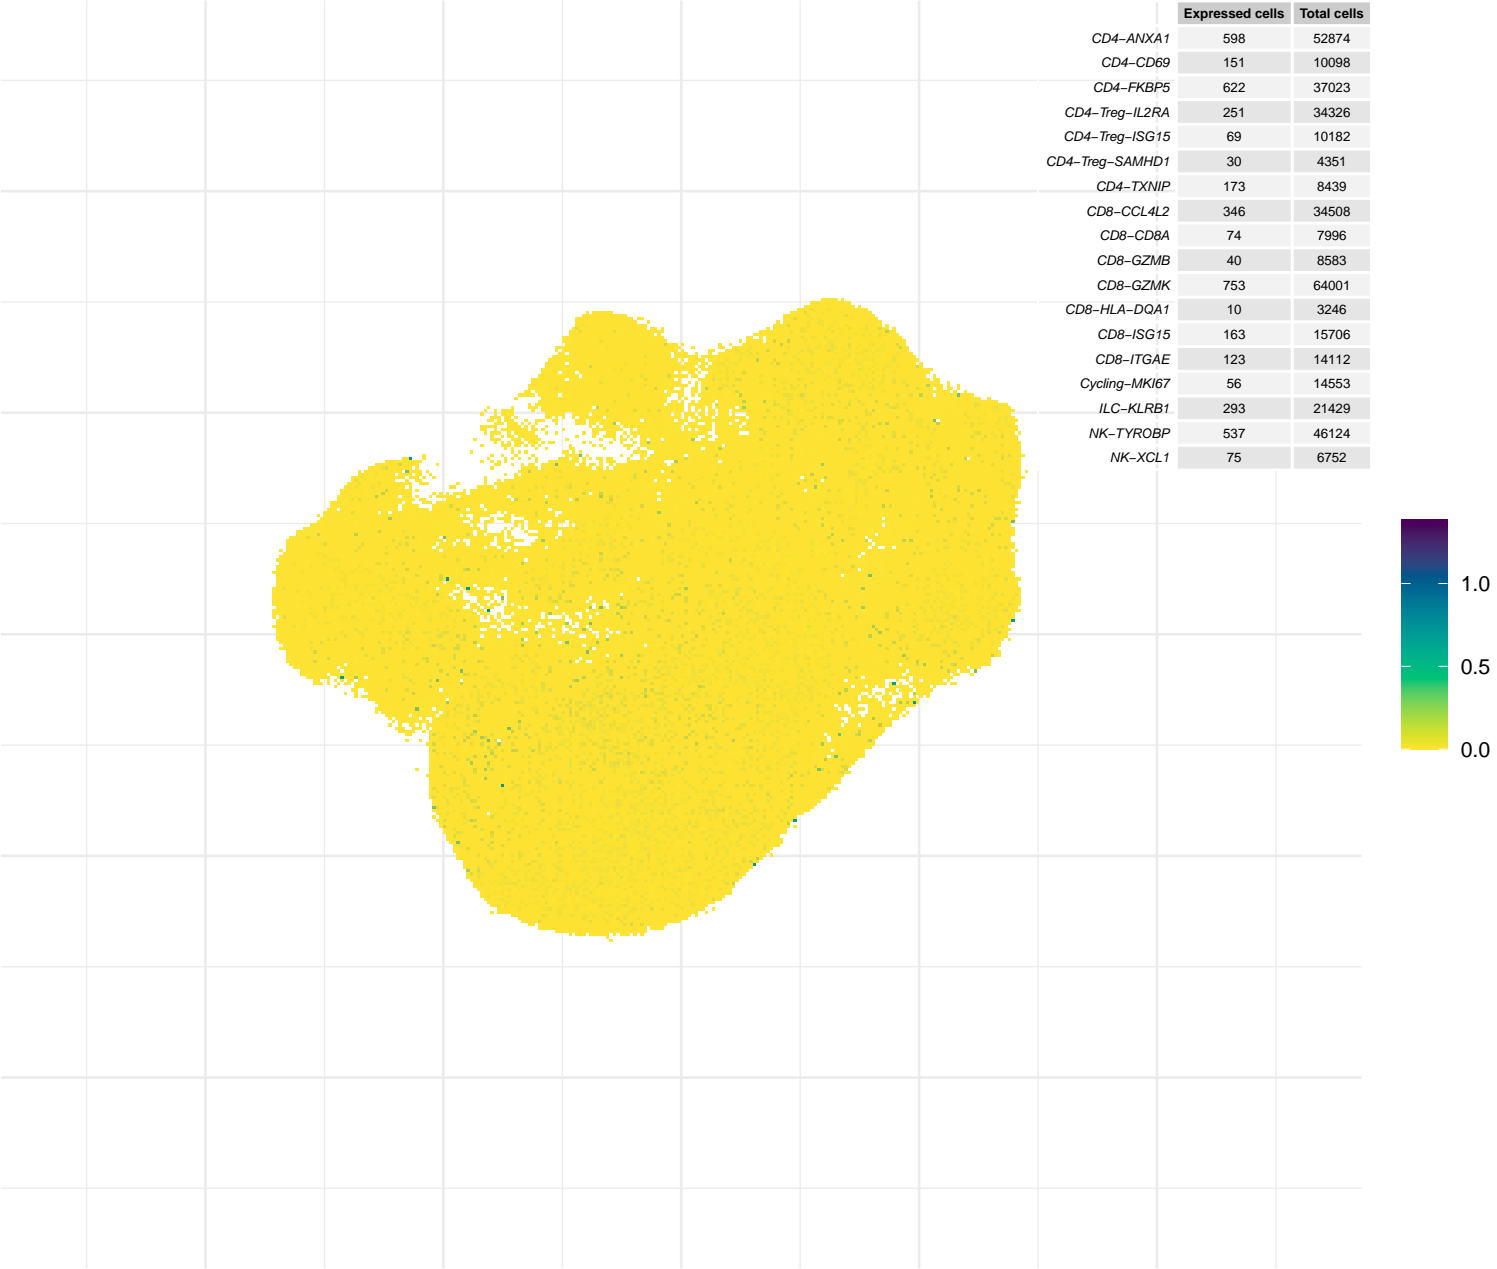 Expressed cells Total cells
CD4−ANXA1 598 52874
CD4−CD69 151 10098
CD4−FKBP5 622 37023
CD4−Treg−IL2RA 251 34326
CD4−Treg−ISG15 69 10182
CD4−Treg−SAMHD1 30 4351
CD4−TXNIP 173 8439
CD8−CCL4L2 346 34508
CD8−CD8A 74 7996
CD8−GZMB 40 8583
CD8−GZMK 753 64001
CD8−HLA−DQA1 10 3246
CD8−ISG15 163 15706
CD8−ITGAE 123 14112
Cycling−MKI67 56 14553
ILC−KLRB1 293 21429
NK−TYROBP 537 46124
NK−XCL1 75 6752
1.0
0.5
0.0